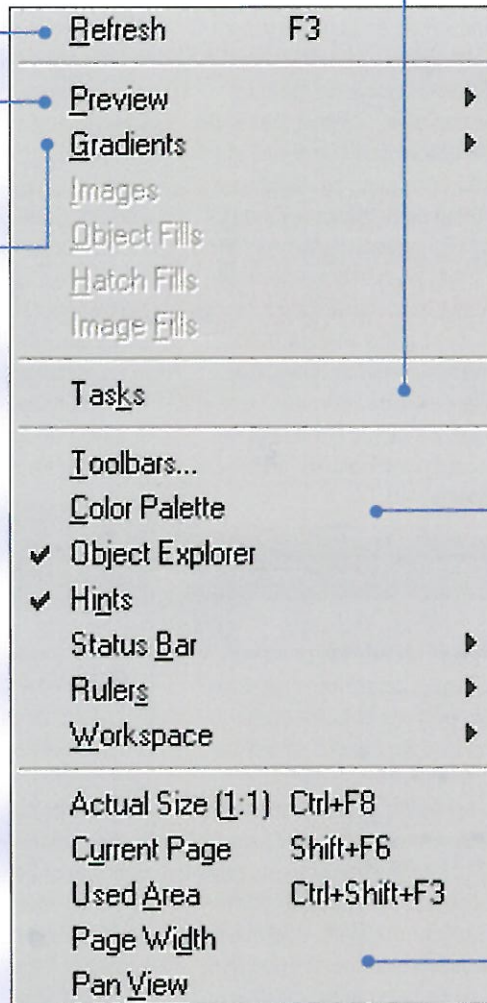 Refresh F3
Preview
Gradients
Images
Object Fills
Hatch Fills
Image Fills
Tasks
Toolbars...
Color Palette
Object Explorer
Hints
Status Bar
Rulers
Workspace
Actual Size (1:1) Ctrl+F8
Current Page Shift+F6
Used Area Ctrl+Shift+F3
Page Width
Pan View